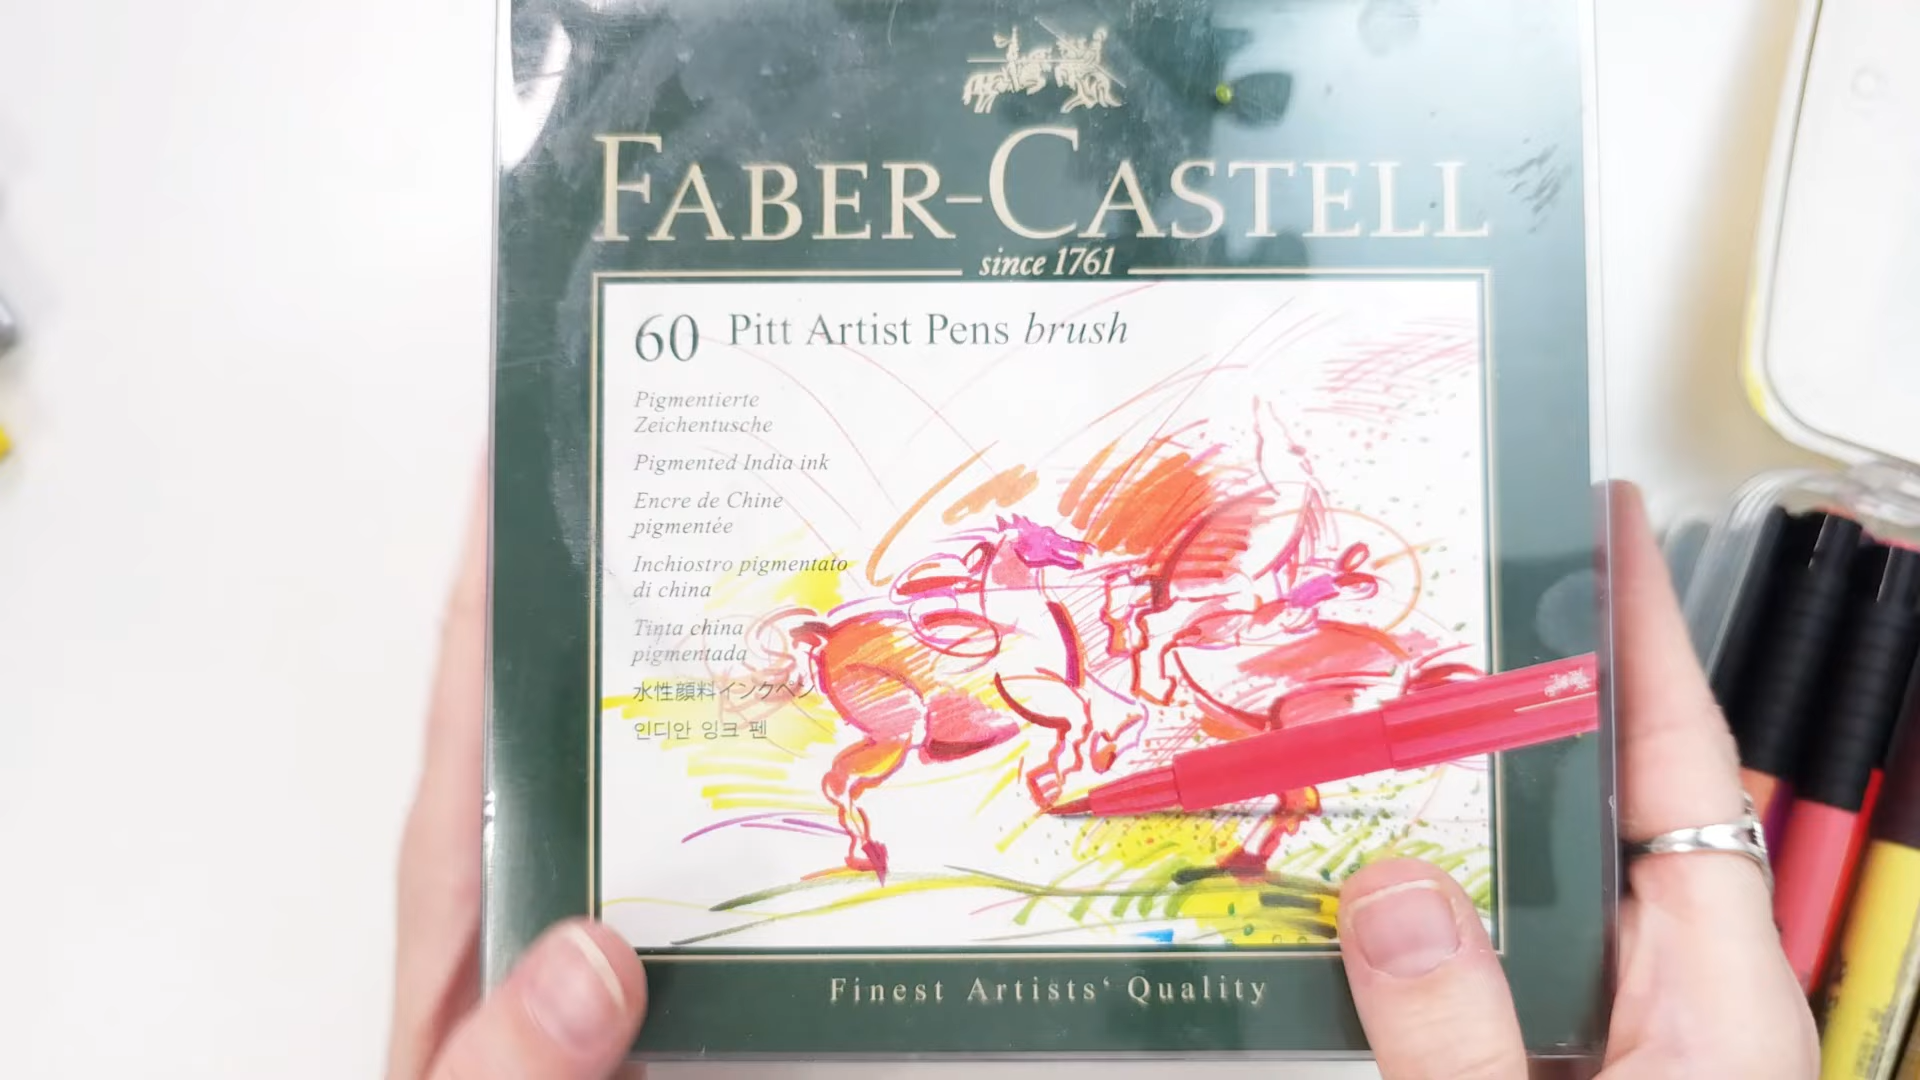 FABER-CASTELL
since 1761
60 Pitt Artist Pens brush
Pigmentierte
Zeichentusche
Pigmented India ink
Encre de Chine
pigmentée
Inchiostro pigmentato
di china
Tinta china
pigmentada
水性顔料インクペン
인디안 잉크 펜
Finest Artists‘ Quality